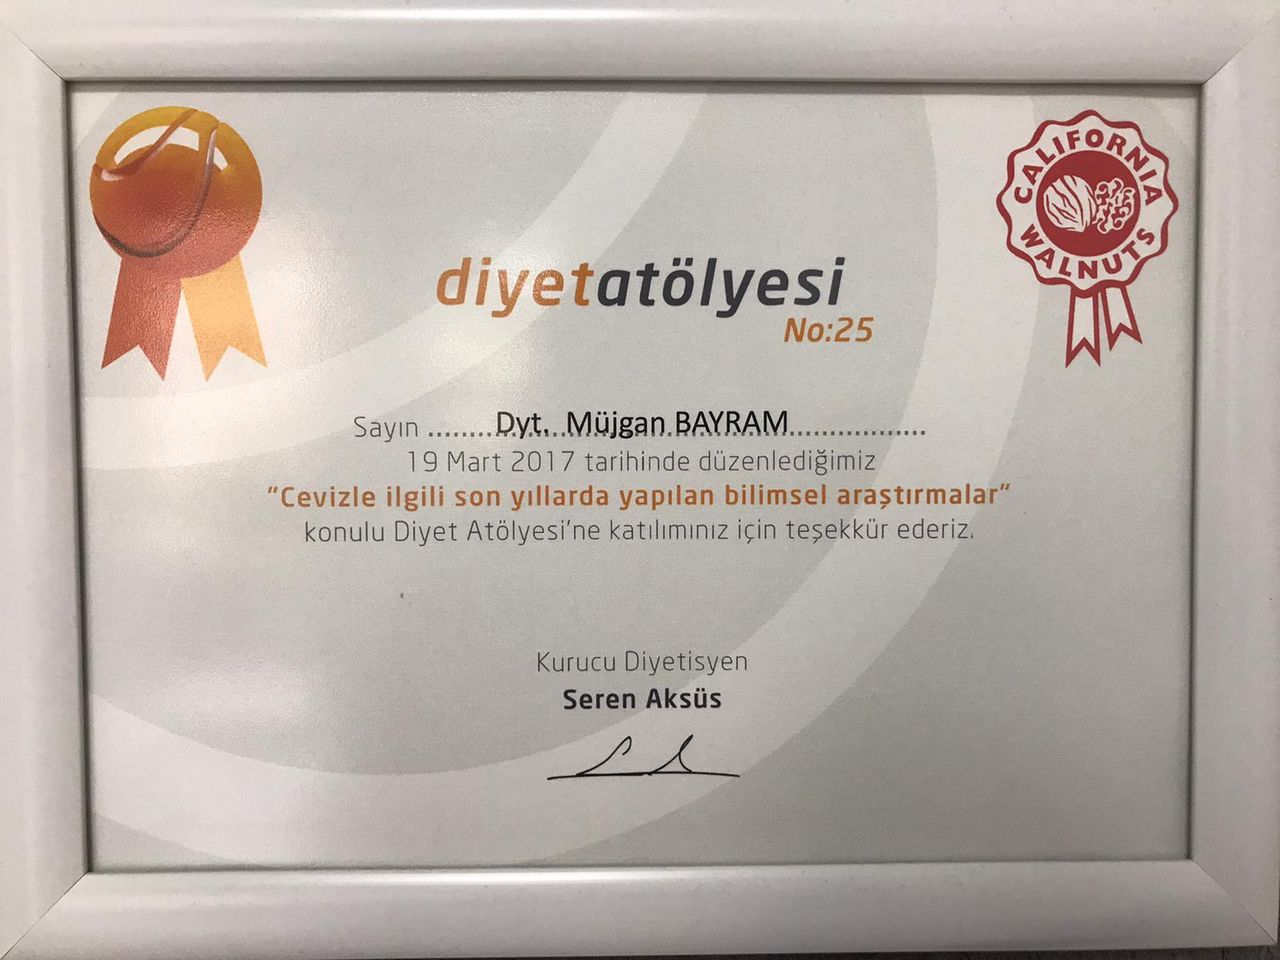 CALIFORNIA
WALNUTS
diyetatölyesi
No:25
Sayın ........Dyt. Müjgan BAYRAM..................
19 Mart 2017 tarihinde düzenlediğimiz
"Cevizle ilgili son yıllarda yapılan bilimsel araştırmalar"
konulu Diyet Atölyesi'ne katılımınız için teşekkür ederiz.
Kurucu Diyetisyen
Seren Aksüs